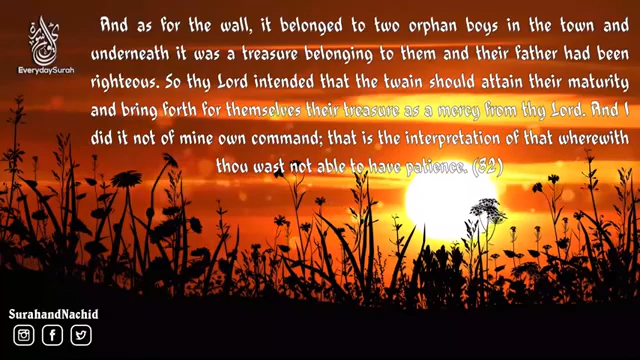 And as for the wall, it belonged to two orphan boys in the town and
underneath it was a treasure belonging to them and their father had been
righteous. So thy Lord intended that the twain should attain their maturity
and bring forth for themselves their treasure as a mercy from thy Lord. And I
did it not of mine own command; that is the interpretation of that wherewith
thou wast not able to have patience. (82)
EverydaySurah
SurahandNachid